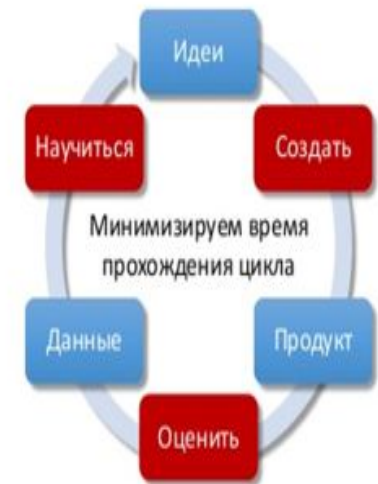 Идеи
Научиться
Создать
Минимизируем время
прохождения цикла
Данные
Продукт
Оценить